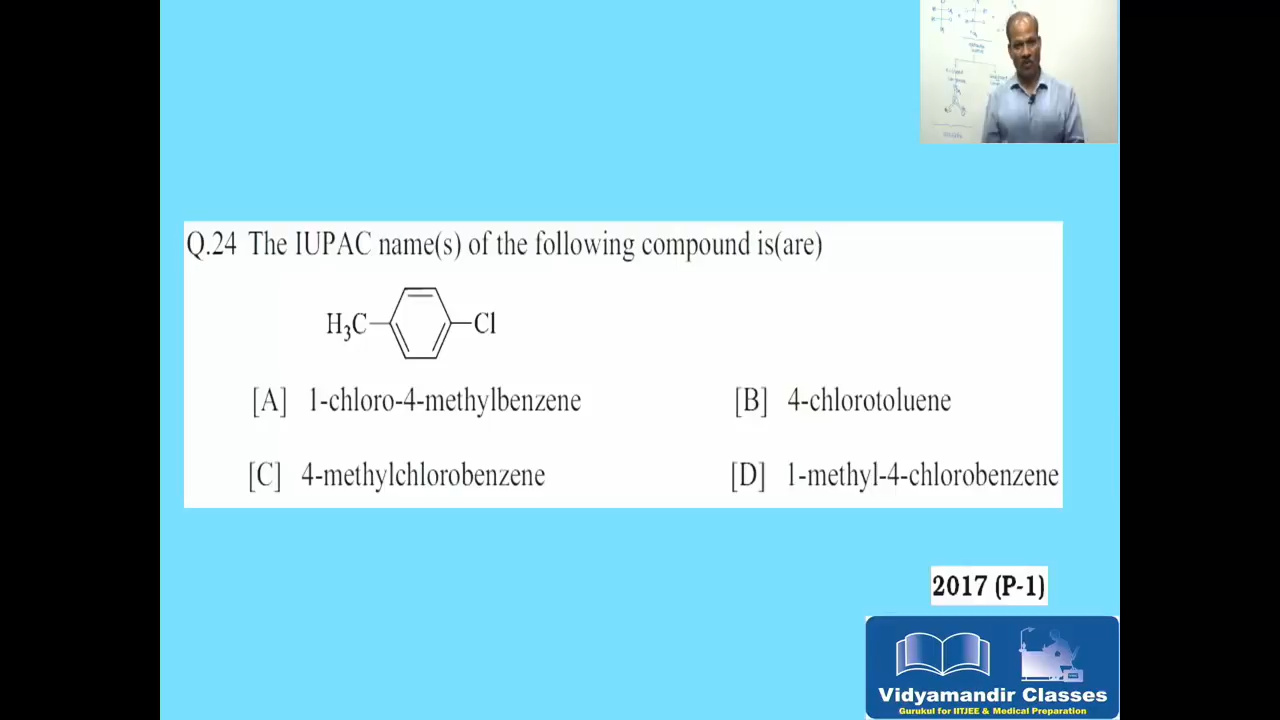 Q.24 The IUPAC name(s) of the following compound is(are)
H₃C
Cl
[A] 1-chloro-4-methylbenzene
[B] 4-chlorotoluene
[C] 4-methylchlorobenzene
[D] 1-methyl-4-chlorobenzene
2017 (P-1)
Vidyamandir Classes
Gurukul for IITJEE & Medical Preparation